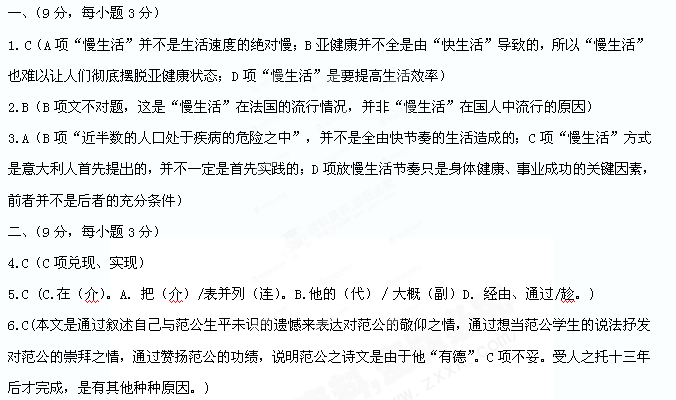 一、(9分，每小题3分)
1.C(A项“慢生活”并不是生活速度的绝对慢；B亚健康并不全是由“快生活”导致的，所以“慢生活”
也难以让人们彻底摆脱亚健康状态；D项“慢生活”是要提高生活效率)
2.B(B项文不对题，这是“慢生活”在法国的流行情况，并非“慢生活”在国人中流行的原因)
3.A(B项“近半数的人口处于疾病的危险之中”，并不是全由快节奏的生活造成的；C项“慢生活”方式
是意大利人首先提出的，并不一定是首先实践的；D项放慢生活节奏只是身体健康、事业成功的关键因素，
前者并不是后者的充分条件)
二、(9分，每小题3分)
4.C(C项兑现、实现)
5.C(C.在（介）。A. 把（介）/表并列（连）。B.他的（代）/大概（副）D. 经由、通过/趁。)
6.C(本文是通过叙述自己与范公生平未识的遗憾来表达对范公的敬仰之情，通过想当范公学生的说法抒发
对范公的崇拜之情，通过赞扬范公的功绩，说明范公之诗文是由于他“有德”。C项不妥。受人之托十三年
后才完成，是有其他种种原因。)